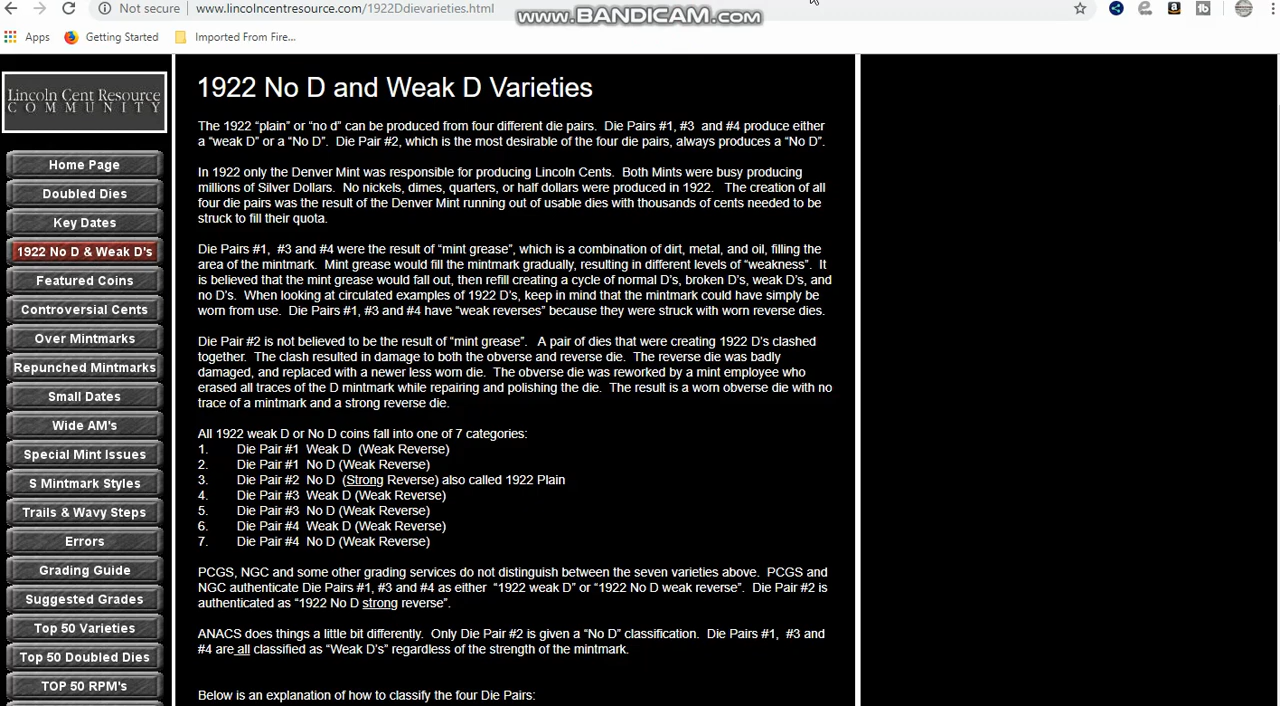 Not secure | www.lincolncentresource.com/1922Ddievarieties.html
www.BANDICAM.com
Apps Getting Started Imported From Fire...
Lincoln Cent Resource
COMMUNITY
Home Page
Doubled Dies
Key Dates
1922 No D & Weak D's
Featured Coins
Controversial Cents
Over Mintmarks
Repunched Mintmarks
Small Dates
Wide AM's
Special Mint Issues
S Mintmark Styles
Trails & Wavy Steps
Errors
Grading Guide
Suggested Grades
Top 50 Varieties
Top 50 Doubled Dies
TOP 50 RPM's
1922 No D and Weak D Varieties
The 1922 “plain” or “no d” can be produced from four different die pairs. Die Pairs #1, #3 and #4 produce either
a “weak D” or a “No D”. Die Pair #2, which is the most desirable of the four die pairs, always produces a “No D”.
In 1922 only the Denver Mint was responsible for producing Lincoln Cents. Both Mints were busy producing
millions of Silver Dollars. No nickels, dimes, quarters, or half dollars were produced in 1922. The creation of all
four die pairs was the result of the Denver Mint running out of usable dies with thousands of cents needed to be
struck to fill their quota.
Die Pairs #1, #3 and #4 were the result of “mint grease”, which is a combination of dirt, metal, and oil, filling the
area of the mintmark. Mint grease would fill the mintmark gradually, resulting in different levels of “weakness”. It
is believed that the mint grease would fall out, then refill creating a cycle of normal D’s, broken D’s, weak D’s, and
no D’s. When looking at circulated examples of 1922 D’s, keep in mind that the mintmark could have simply be
worn from use. Die Pairs #1, #3 and #4 have “weak reverses” because they were struck with worn reverse dies.
Die Pair #2 is not believed to be the result of “mint grease”. A pair of dies that were creating 1922 D’s clashed
together. The clash resulted in damage to both the obverse and reverse die. The reverse die was badly
damaged, and replaced with a newer less worn die. The obverse die was reworked by a mint employee who
erased all traces of the D mintmark while repairing and polishing the die. The result is a worn obverse die with no
trace of a mintmark and a strong reverse die.
All 1922 weak D or No D coins fall into one of 7 categories:
1. Die Pair #1 Weak D (Weak Reverse)
2. Die Pair #1 No D (Weak Reverse)
3. Die Pair #2 No D (Strong Reverse) also called 1922 Plain
4. Die Pair #3 Weak D (Weak Reverse)
5. Die Pair #3 No D (Weak Reverse)
6. Die Pair #4 Weak D (Weak Reverse)
7. Die Pair #4 No D (Weak Reverse)
PCGS, NGC and some other grading services do not distinguish between the seven varieties above. PCGS and
NGC authenticate Die Pairs #1, #3 and #4 as either “1922 weak D” or “1922 No D weak reverse”. Die Pair #2 is
authenticated as “1922 No D strong reverse”.
ANACS does things a little bit differently. Only Die Pair #2 is given a “No D” classification. Die Pairs #1, #3 and
#4 are all classified as “Weak D’s” regardless of the strength of the mintmark.
Below is an explanation of how to classify the four Die Pairs: